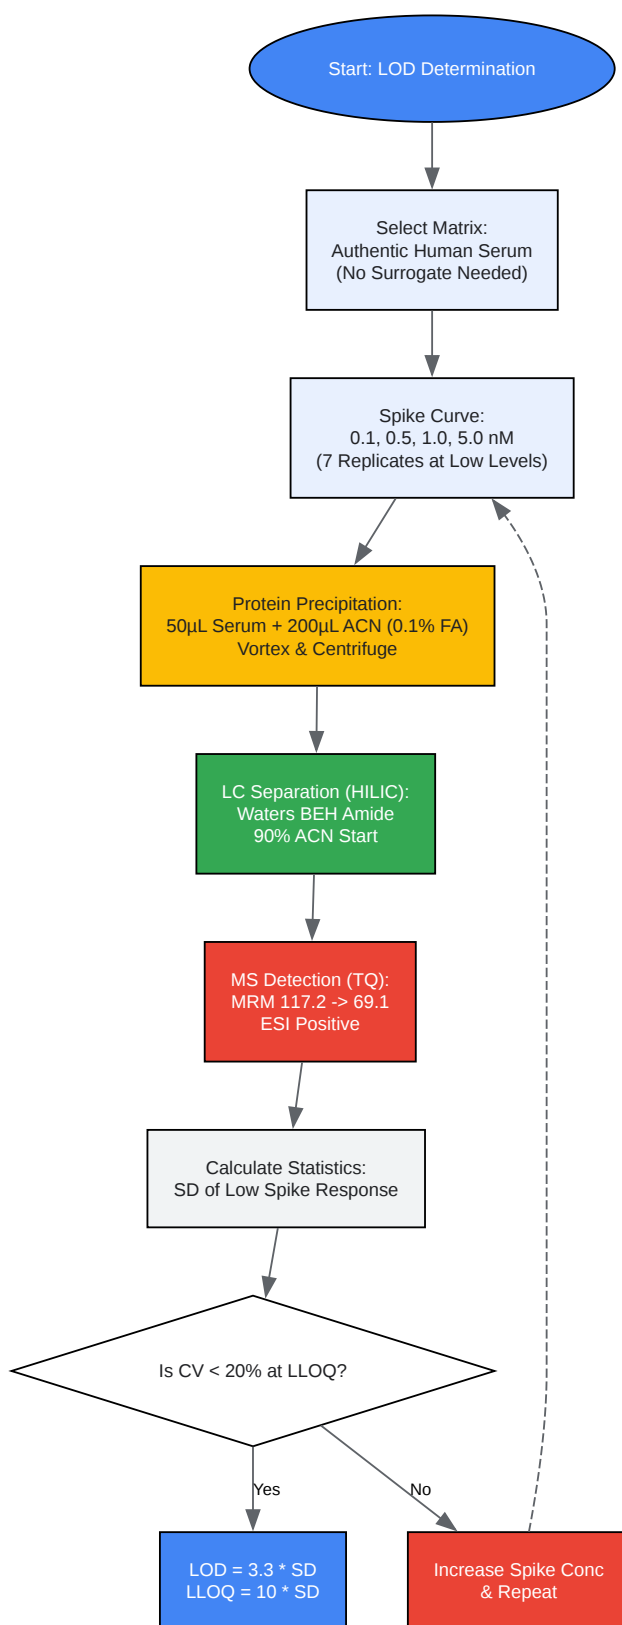 Start: LOD Determination
Select Matrix:
Authentic Human Serum
(No Surrogate Needed)
Spike Curve:
0.1, 0.5, 1.0, 5.0 nM
(7 Replicates at Low Levels)
Protein Precipitation:
50µL Serum + 200µL ACN (0.1% FA)
Vortex & Centrifuge
LC Separation (HILIC):
Waters BEH Amide
90% ACN Start
MS Detection (TQ):
MRM 117.2 -> 69.1
ESI Positive
Calculate Statistics:
SD of Low Spike Response
Is CV < 20% at LLOQ?
Yes
No
LOD = 3.3 * SD
LLOQ = 10 * SD
Increase Spike Conc
& Repeat